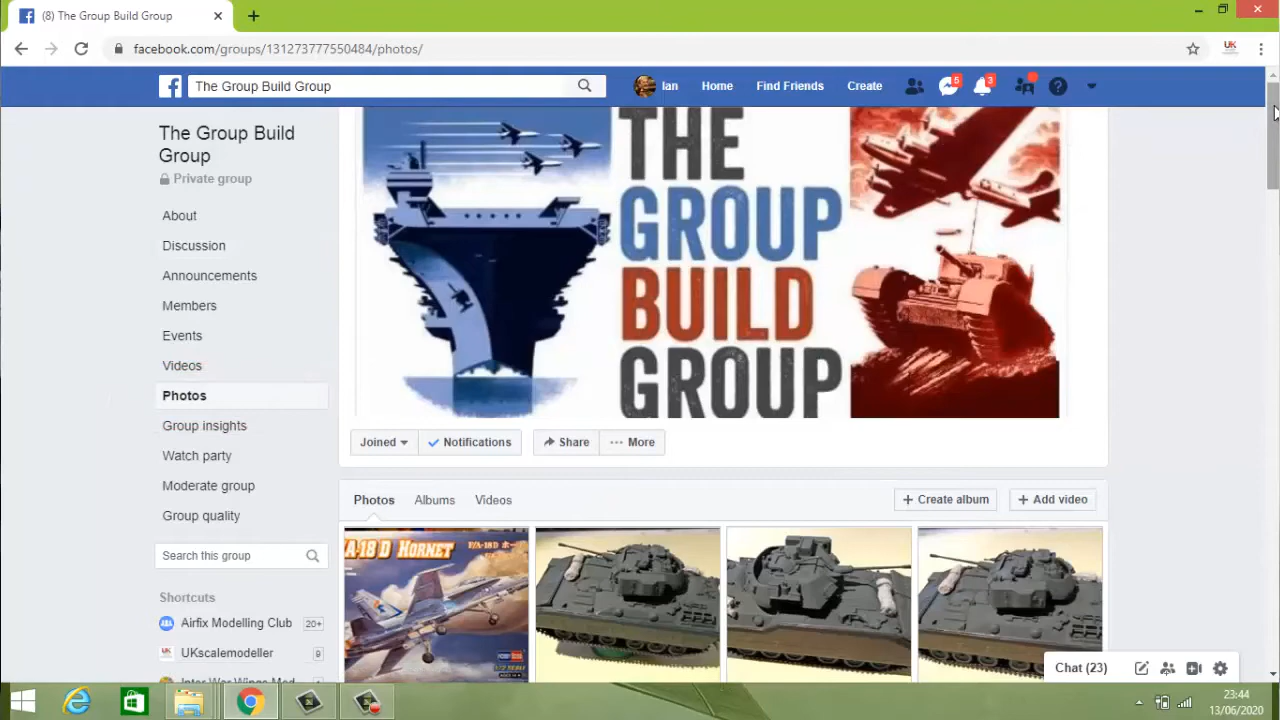 (8) The Group Build Group
facebook.com/groups/131273777550484/photos/
UK
The Group Build Group
Ian
Home
Find Friends
Create
5
3
The Group Build
Group
Private group
About
Discussion
Announcements
Members
Events
Videos
Photos
Group insights
Watch party
Moderate group
Group quality
Search this group
Shortcuts
Airfix Modelling Club
20+
UKscalemodeller
9
Inter War Wings Mod
THE
GROUP
BUILD
GROUP
Joined
Notifications
Share
More
Photos
Albums
Videos
+ Create album
+ Add video
A-18 D HORNET
Chat (23)
23:44
13/06/2020